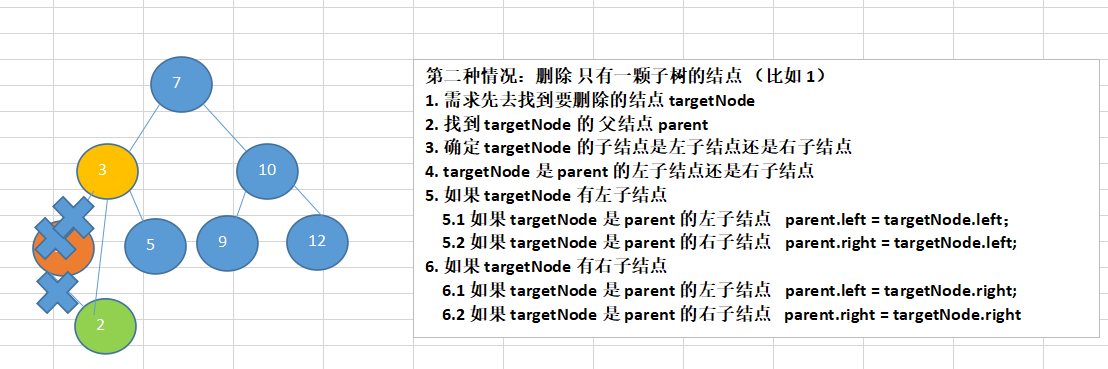 7
3
10
5
9
12
2
第二种情况：删除 只有一颗子树的结点 （比如 1）
1. 需求先去找到要删除的结点 targetNode
2. 找到 targetNode 的 父结点 parent
3. 确定 targetNode 的子结点是左子结点还是右子结点
4. targetNode 是 parent 的左子结点还是右子结点
5. 如果 targetNode 有左子结点
5.1 如果 targetNode 是 parent 的左子结点 parent.left = targetNode.left;
5.2 如果 targetNode 是 parent 的右子结点 parent.right = targetNode.left;
6. 如果 targetNode 有右子结点
6.1 如果 targetNode 是 parent 的左子结点 parent.left = targetNode.right;
6.2 如果 targetNode 是 parent 的右子结点 parent.right = targetNode.right